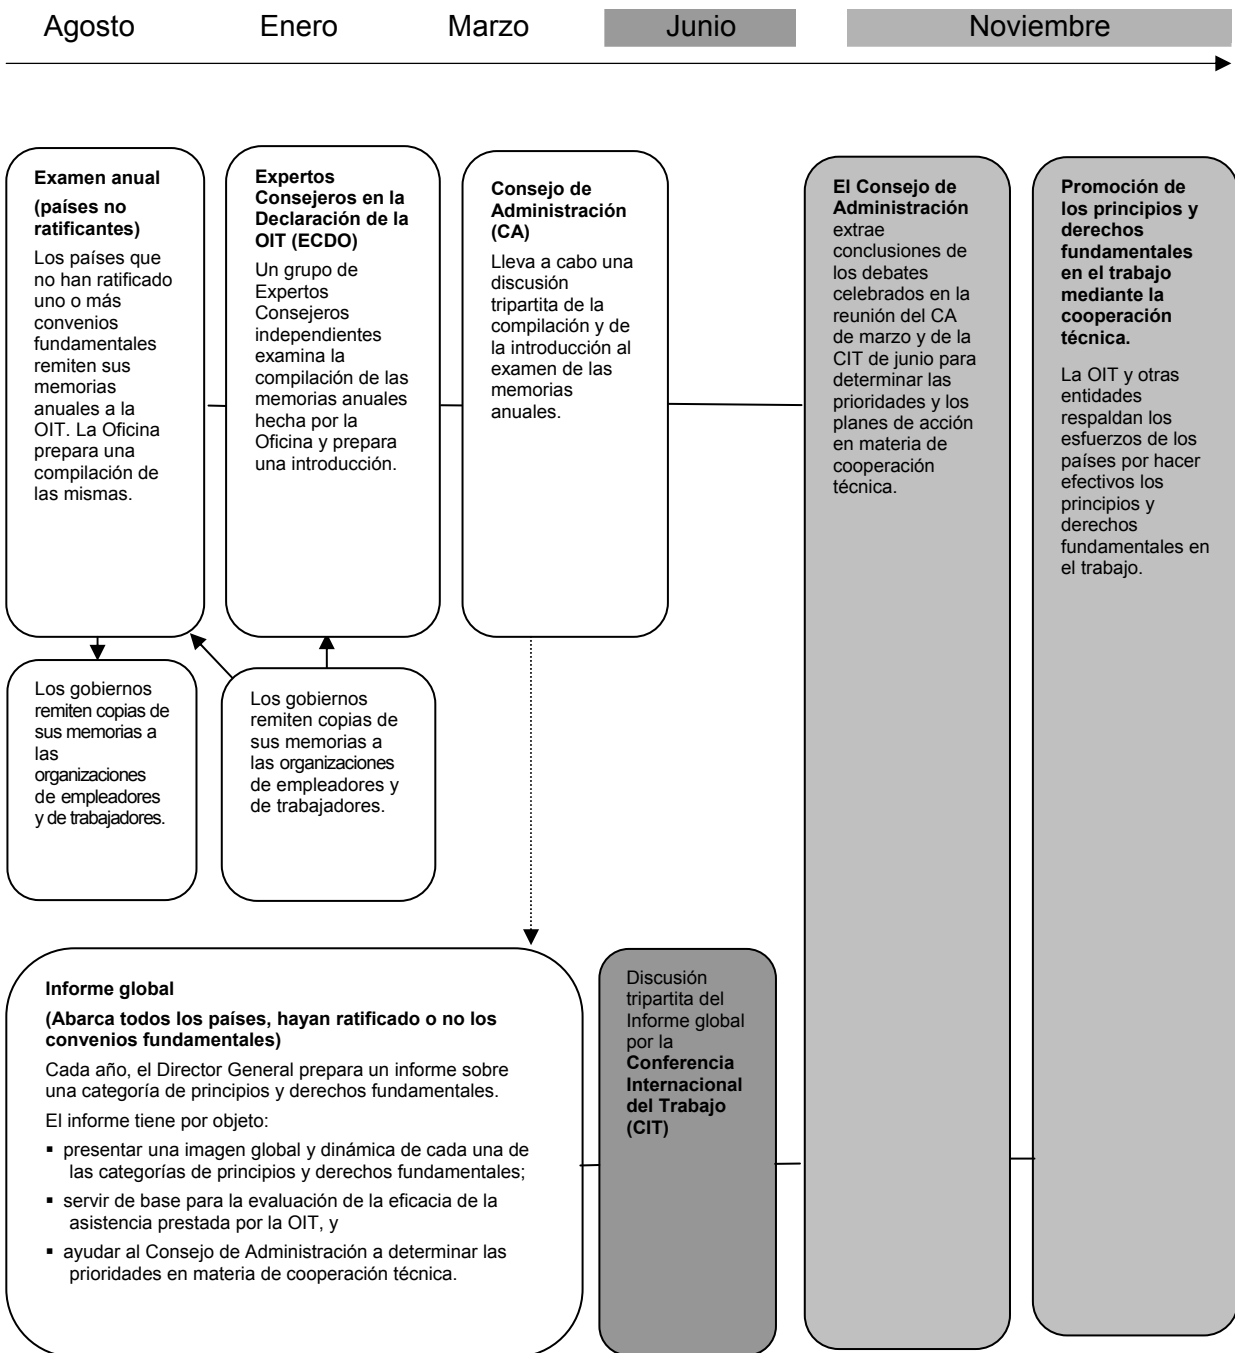 Agosto Enero Marzo Junio Noviembre
Examen anual
(países no
ratificantes)
Los países que
no han ratificado
uno o más
convenios
fundamentales
remiten sus
memorias
anuales a la
OIT. La Oficina
prepara una
compilación de
las mismas.
Expertos
Consejeros en la
Declaración de la
OIT (ECDO)
Un grupo de
Expertos
Consejeros
independientes
examina la
compilación de las
memorias anuales
hecha por la
Oficina y prepara
una introducción.
Consejo de
Administración
(CA)
Lleva a cabo una
discusión
tripartita de la
compilación y de
la introducción al
examen de las
memorias
anuales.
El Consejo de
Administración
extrae
conclusiones de
los debates
celebrados en la
reunión del CA
de marzo y de la
CIT de junio para
determinar las
prioridades y los
planes de acción
en materia de
cooperación
técnica.
Promoción de
los principios y
derechos
fundamentales
en el trabajo
mediante la
cooperación
técnica.
La OIT y otras
entidades
respaldan los
esfuerzos de los
países por hacer
efectivos los
principios y
derechos
fundamentales en
el trabajo.
Los gobiernos
remiten copias de
sus memorias a
las
organizaciones
de empleadores
y de trabajadores.
Los gobiernos
remiten copias de
sus memorias a
las organizaciones
de empleadores y
de trabajadores.
Informe global
(Abarca todos los países, hayan ratificado o no los
convenios fundamentales)
Cada año, el Director General prepara un informe sobre
una categoría de principios y derechos fundamentales.
El informe tiene por objeto:
▪ presentar una imagen global y dinámica de cada una de
las categorías de principios y derechos fundamentales;
▪ servir de base para la evaluación de la eficacia de la
asistencia prestada por la OIT, y
▪ ayudar al Consejo de Administración a determinar las
prioridades en materia de cooperación técnica.
Discusión
tripartita del
Informe global
por la
Conferencia
Internacional
del Trabajo
(CIT)